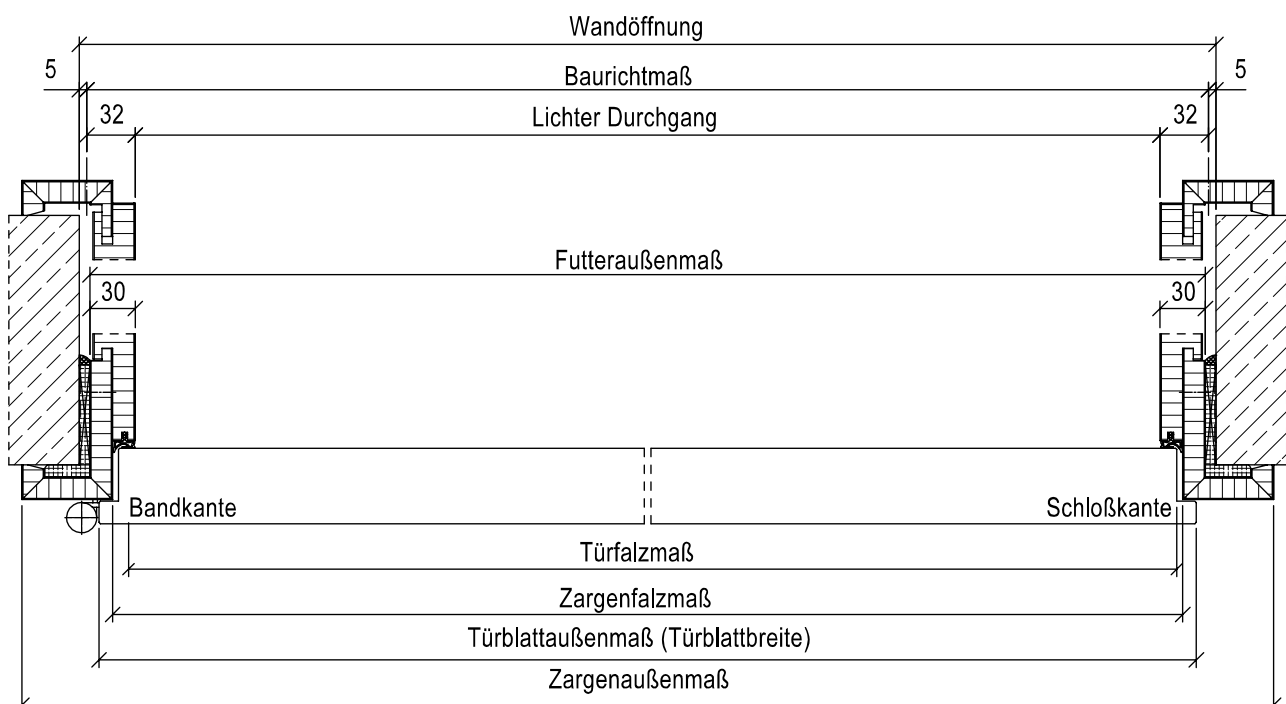 Wandöffnung
5 Baurichtmaß 5
32 Lichter Durchgang 32
Futteraußenmaß
30 30
Bandkante Schloßkante
Türfalzmaß
Zargenfalzmaß
Türblattaußenmaß (Türblattbreite)
Zargenaußenmaß